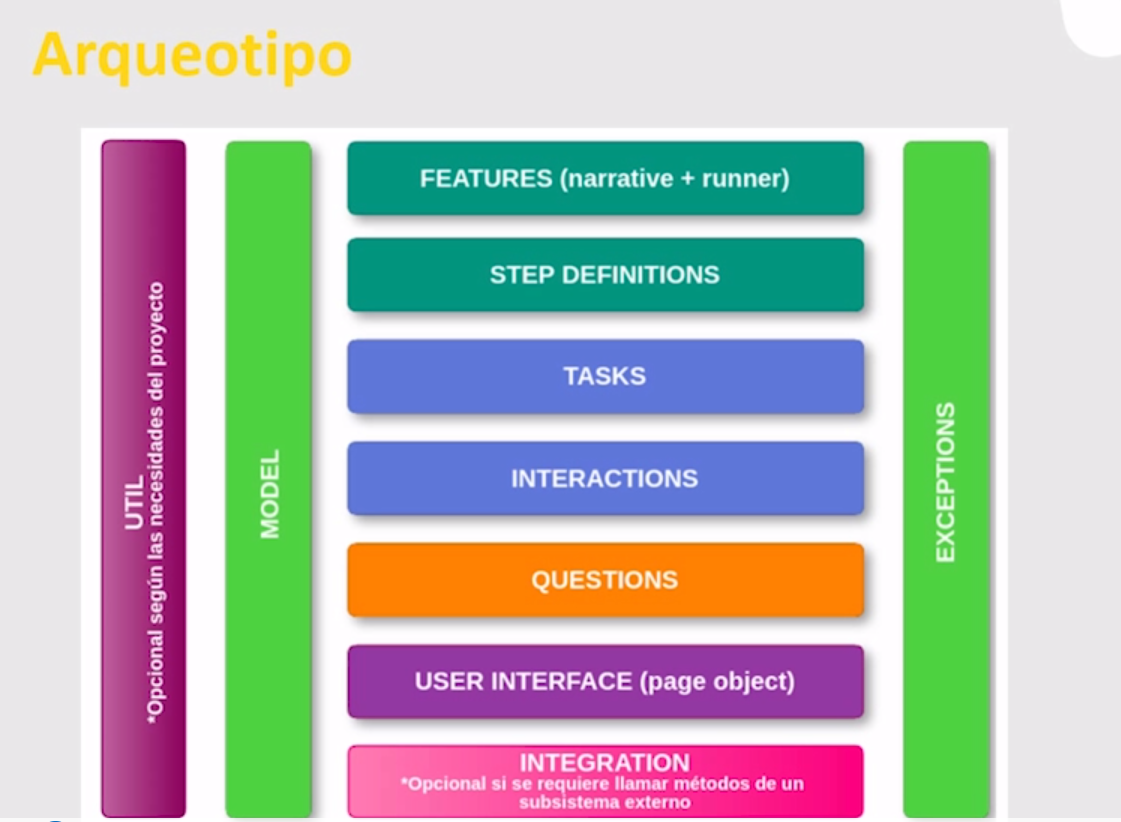 Arqueotipo
UTIL
*Opcional según las necesidades del proyecto
MODEL
FEATURES (narrative + runner)
STEP DEFINITIONS
TASKS
INTERACTIONS
QUESTIONS
USER INTERFACE (page object)
INTEGRATION
*Opcional si se requiere llamar métodos de un
subsistema externo
EXCEPTIONS